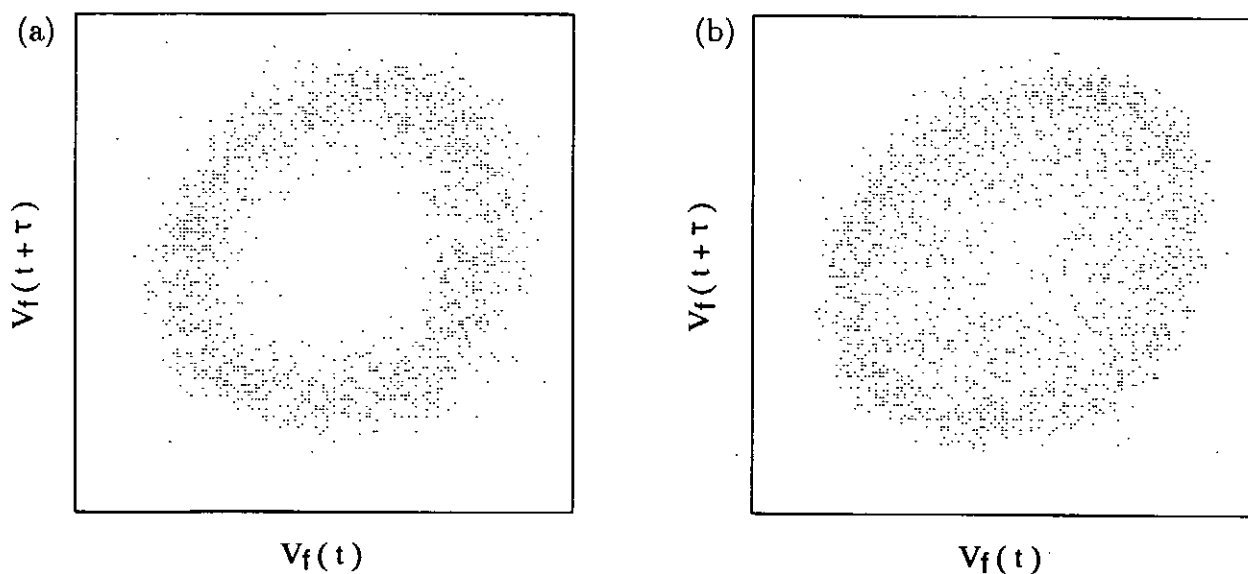 (a)
V_f ( t + τ )
V_f ( t )
(b)
V_f ( t + τ )
V_f ( t )